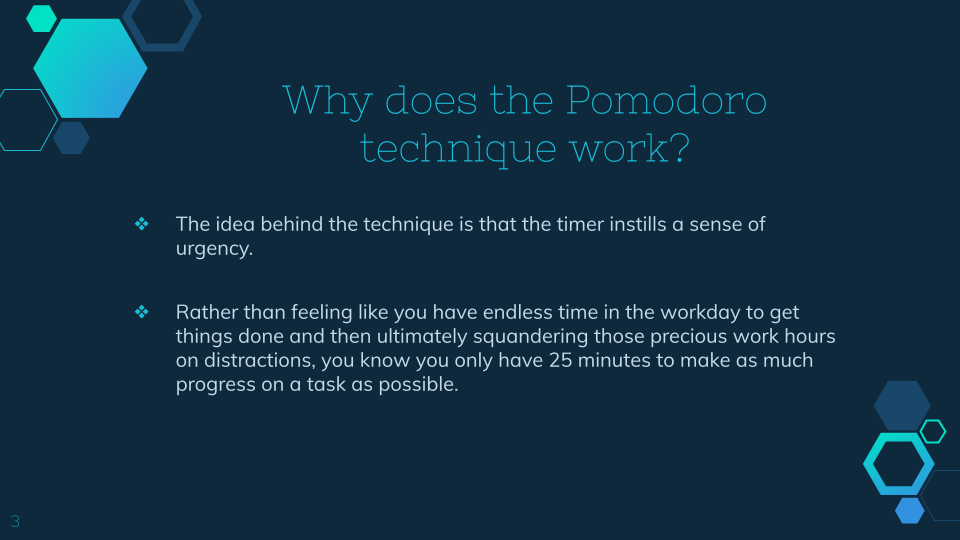 Why does the Pomodoro
technique work?
❖ The idea behind the technique is that the timer instills a sense of
urgency.
❖ Rather than feeling like you have endless time in the workday to get
things done and then ultimately squandering those precious work hours
on distractions, you know you only have 25 minutes to make as much
progress on a task as possible.
3